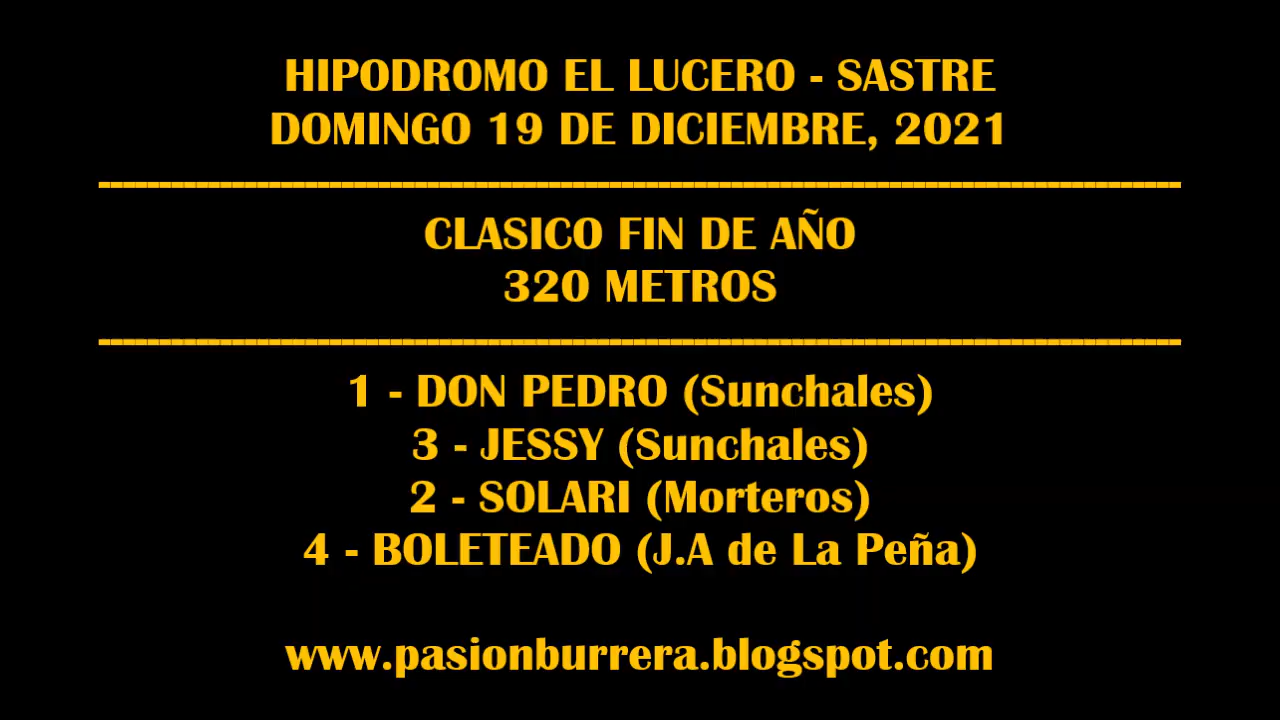 HIPODROMO EL LUCERO - SASTRE
DOMINGO 19 DE DICIEMBRE, 2021
CLASICO FIN DE AÑO
320 METROS
1 - DON PEDRO (Sunchales)
3 - JESSY (Sunchales)
2 - SOLARI (Morteros)
4 - BOLETEADO (J.A de La Peña)
www.pasionburrera.blogspot.com